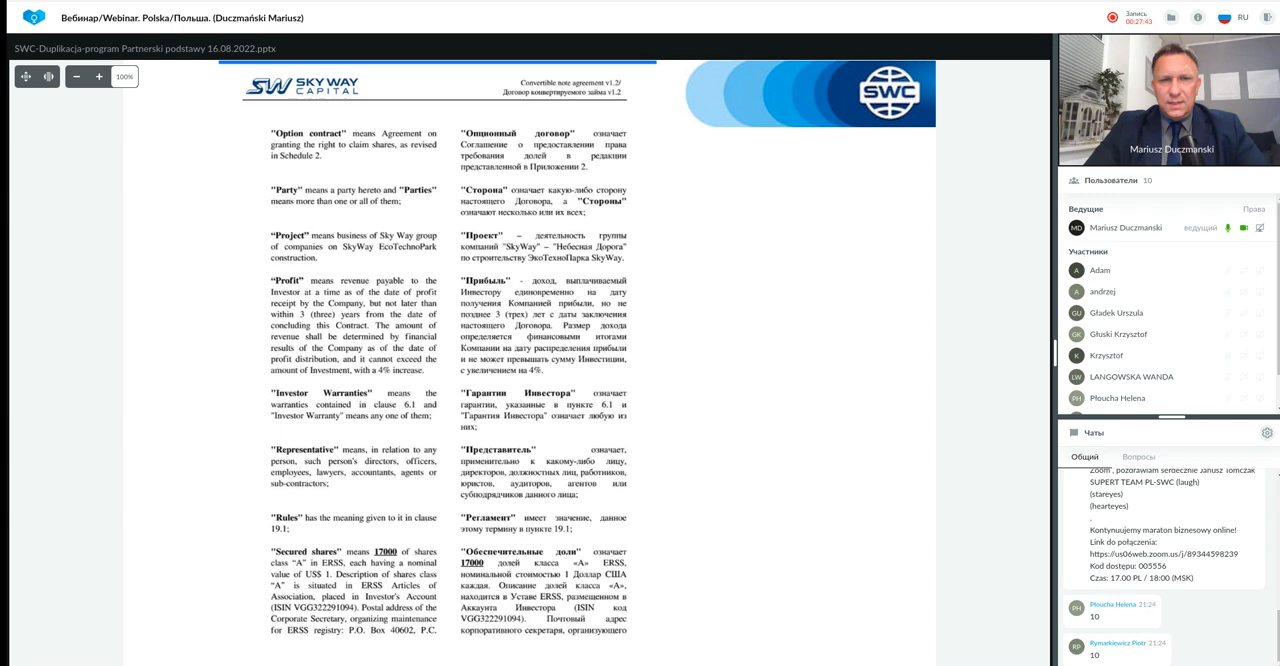 Вебинар/Webinar. Polska/Польша. (Duczmański Mariusz)
Запись
00:27:43
RU
SWC-Duplikacja-program Partnerski podstawy 16.08.2022.pptx
100%
SW SKY WAY
CAPITAL
Convertible note agreement v1.2/
Договор конвертируемого займа v1.2
SWC
"Option contract" means Agreement on
granting the right to claim shares, as revised
in Schedule 2.
"Party" means a party hereto and "Parties"
means more than one or all of them;
“Project” means business of Sky Way group
of companies on SkyWay EcoTechnoPark
construction.
“Profit” means revenue payable to the
Investor at a time as of the date of profit
receipt by the Company, but not later than
within 3 (three) years from the date of
concluding this Contract. The amount of
revenue shall be determined by financial
results of the Company as of the date of
profit distribution, and it cannot exceed the
amount of Investment, with a 4% increase.
"Investor Warranties" means the
warranties contained in clause 6.1 and
"Investor Warranty" means any one of them;
"Representative" means, in relation to any
person, such person's directors, officers,
employees, lawyers, accountants, agents or
sub-contractors;
"Rules" has the meaning given to it in clause
19.1;
"Secured shares" means 17000 of shares
class “A” in ERSS, each having a nominal
value of US$ 1. Description of shares class
“A” is situated in ERSS Articles of
Association, placed in Investor's Account
(ISIN VGG322291094). Postal address of the
Corporate Secretary, organizing maintenance
for ERSS registry: P.O. Box 40602, P.C.
"Опционный договор" означает
Соглашение о предоставлении права
требования долей в редакции
представленной в Приложении 2.
"Сторона" означает какую-либо сторону
настоящего Договора, а "Стороны"
означают несколько или их всех;
"Проект" – деятельность группы
компаний "SkyWay" – "Небесная Дорога"
по строительству ЭкоТехноПарка SkyWay.
"Прибыль" - доход, выплачиваемый
Инвестору единовременно на дату
получения Компанией прибыли, но не
позднее 3 (трех) лет с даты заключения
настоящего Договора. Размер дохода
определяется финансовыми итогами
Компании на дату распределения прибыли
и не может превышать сумму Инвестиции,
с увеличением на 4%.
"Гарантии Инвестора" означает
гарантии, указанные в пункте 6.1 и
"Гарантия Инвестора" означает любую из
них;
"Представитель" означает,
применительно к какому-либо лицу,
директоров, должностных лиц, работников,
юристов, аудиторов, агентов или
субподрядчиков данного лица;
"Регламент" имеет значение, данное
этому термину в пункте 19.1;
"Обеспечительные доли" означает
17000 долей класса «А» ERSS,
номинальной стоимостью 1 Доллар США
каждая. Описание долей класса «А»,
находится в Уставе ERSS, размещенном в
Аккаунта Инвестора (ISIN код
VGG322291094). Почтовый адрес
корпоративного секретаря, организующего
Mariusz Duczmanski
Пользователи 10
Ведущие Права
MD Mariusz Duczmanski ведущий
Участники
A Adam
A andrzej
GU Gładek Urszula
GK Głuski Krzysztof
K Krzysztof
LW LANGOWSKA WANDA
PH Płoucha Helena
Чаты
Общий Вопросы
Zoom", pozdrawiam serdecznie Janusz Tomczak
SUPERT TEAM PL-SWC (laugh)
(stareyes)
(hearteyes)
.
Kontynuujemy maraton biznesowy online!
Link do połączenia:
https://us06web.zoom.us/j/89344598239
Kod dostępu: 005556
Czas: 17.00 PL / 18:00 (MSK)
PH Płoucha Helena 21:24
10
RP Rymarkiewicz Piotr 21:24
10